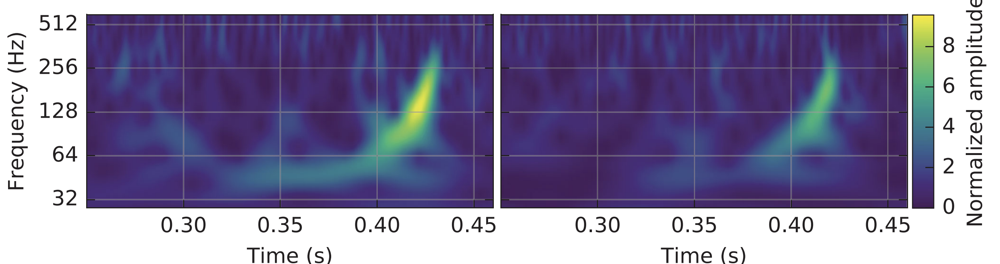 Frequency (Hz)
512
256
128
64
32
0.30 0.35 0.40 0.45
Time (s)
0.30 0.35 0.40 0.45
Time (s)
8
6
4
2
0
Normalized amplitude